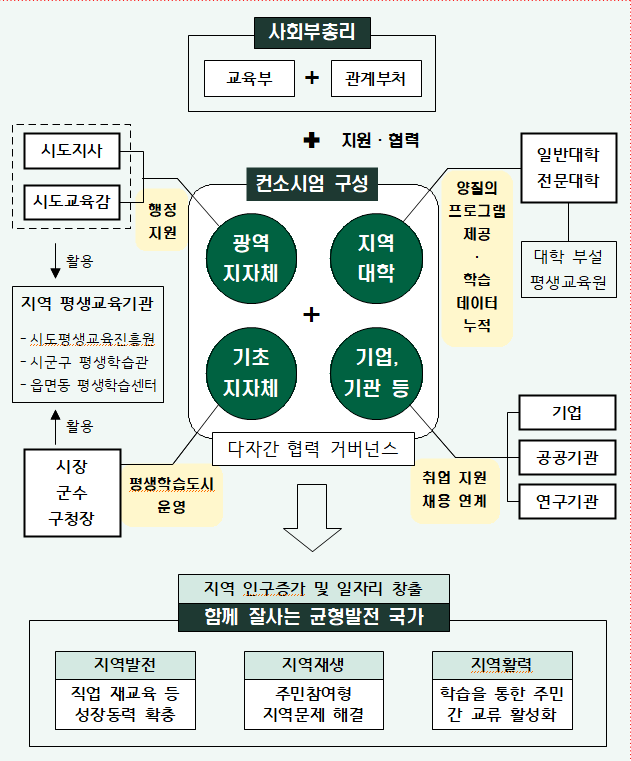 사회부총리
교육부 + 관계부처
+ 지원·협력
시도지사
시도교육감
행정
지원
컨소시엄 구성
광역
지자체
지역
대학
+
기초
지자체
기업,
기관 등
다자간 협력 거버넌스
양질의
프로그램
제공
·
학습
데이터
누적
일반대학
전문대학
대학 부설
평생교육원
활용
지역 평생교육기관
- 시도평생교육진흥원
- 시군구 평생학습관
- 읍면동 평생학습센터
활용
시장
군수
구청장
평생학습도시
운영
취업 지원
채용 연계
기업
공공기관
연구기관
지역 인구증가 및 일자리 창출
함께 잘사는 균형발전 국가
지역발전
직업 재교육 등
성장동력 확충
지역재생
주민참여형
지역문제 해결
지역활력
학습을 통한 주민
간 교류 활성화